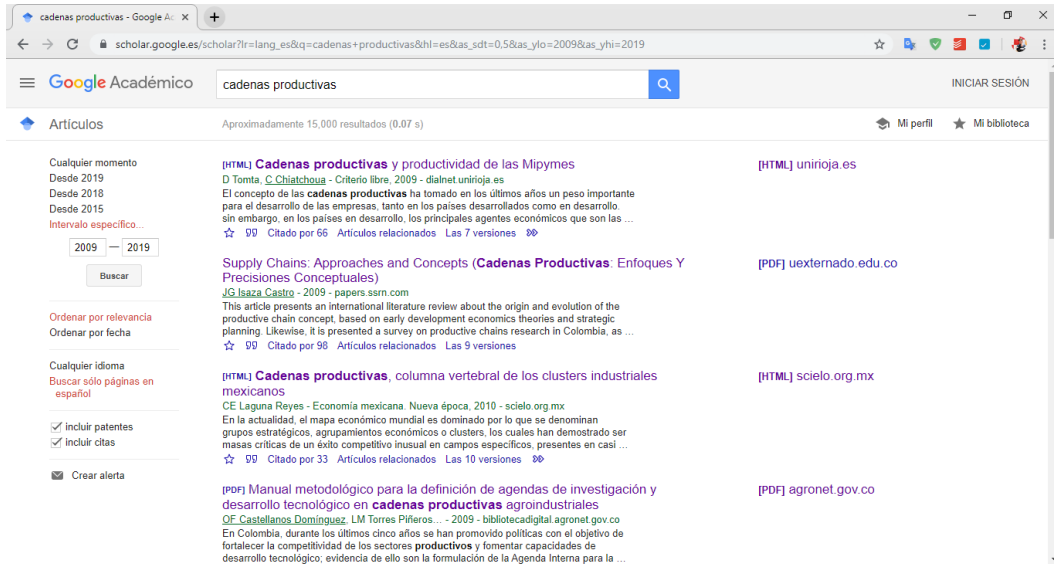 cadenas productivas - Google Ac
scholar.google.es/scholar?lr=lang_es&q=cadenas+productivas&hl=es&as_sdt=0,5&as_ylo=2009&as_yhi=2019
Google Académico
cadenas productivas
INICIAR SESIÓN
Artículos
Aproximadamente 15,000 resultados (0.07 s)
Mi perfil
Mi biblioteca
Cualquier momento
Desde 2019
Desde 2018
Desde 2015
Intervalo específico...
2009 — 2019
Buscar
Ordenar por relevancia
Ordenar por fecha
Cualquier idioma
Buscar sólo páginas en
español
incluir patentes
incluir citas
Crear alerta
[HTML] Cadenas productivas y productividad de las Mipymes
D Tomta, C Chiatchoua - Criterio libre, 2009 - dialnet.unirioja.es
El concepto de las cadenas productivas ha tomado en los últimos años un peso importante
para el desarrollo de las empresas, tanto en los países desarrollados como en desarrollo.
sin embargo, en los países en desarrollo, los principales agentes económicos que son las ...
Citado por 66 Artículos relacionados Las 7 versiones
[HTML] unirioja.es
Supply Chains: Approaches and Concepts (Cadenas Productivas: Enfoques Y
Precisiones Conceptuales)
JG Isaza Castro - 2009 - papers.ssrn.com
This article presents an international literature review about the origin and evolution of the
productive chain concept, based on early development economics theories and strategic
planning. Likewise, it is presented a survey on productive chains research in Colombia, as ...
Citado por 98 Artículos relacionados Las 9 versiones
[PDF] uexternado.edu.co
[HTML] Cadenas productivas, columna vertebral de los clusters industriales
mexicanos
CE Laguna Reyes - Economía mexicana. Nueva época, 2010 - scielo.org.mx
En la actualidad, el mapa económico mundial es dominado por lo que se denominan
grupos estratégicos, agrupamientos económicos o clusters, los cuales han demostrado ser
masas críticas de un éxito competitivo inusual en campos específicos, presentes en casi ...
Citado por 33 Artículos relacionados Las 10 versiones
[HTML] scielo.org.mx
[PDF] Manual metodológico para la definición de agendas de investigación y
desarrollo tecnológico en cadenas productivas agroindustriales
OF Castellanos Domínguez, LM Torres Piñeros... - 2009 - bibliotecadigital.agronet.gov.co
En Colombia, durante los últimos cinco años se han promovido políticas con el objetivo de
fortalecer la competitividad de los sectores productivos y fomentar capacidades de
desarrollo tecnológico; evidencia de ello son la formulación de la Agenda Interna para la ...
[PDF] agronet.gov.co